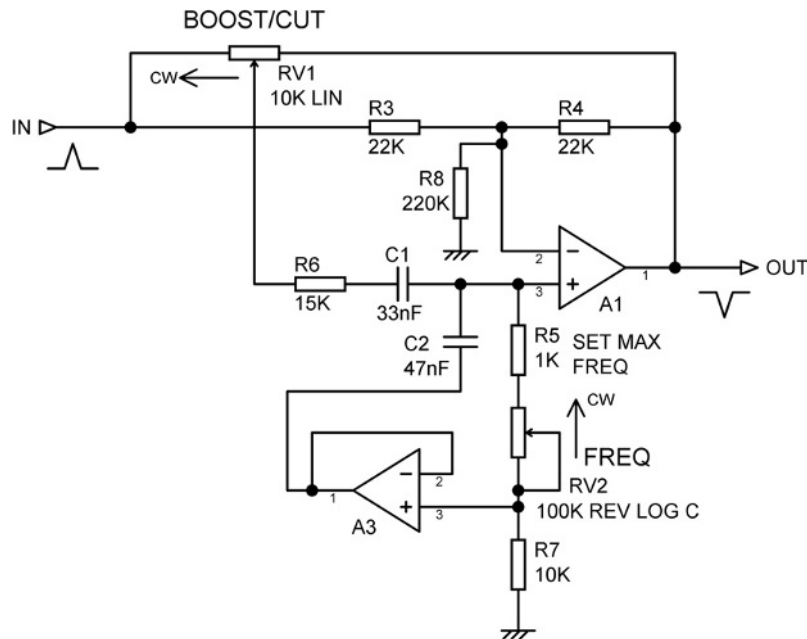 BOOST/CUT
CW
RV1
10K LIN
IN
R3
22K
R4
22K
R8
220K
2
3
1
A1
OUT
R6
15K
C1
33nF
C2
47nF
R5
1K
SET MAX
FREQ
CW
FREQ
RV2
100K REV LOG C
1
2
3
A3
R7
10K